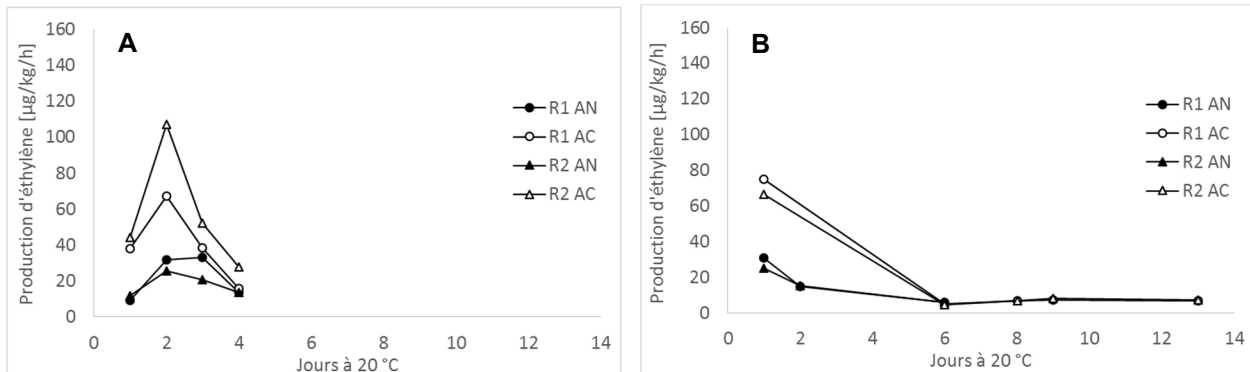 A
Production d'éthylène [µg/kg/h]
160
140
120
100
80
60
40
20
0
0 2 4 6 8 10 12 14
Jours à 20 °C
R1 AN
R1 AC
R2 AN
R2 AC
B
Production d'éthylène [µg/kg/h]
160
140
120
100
80
60
40
20
0
0 2 4 6 8 10 12 14
Jours à 20 °C
R1 AN
R1 AC
R2 AN
R2 AC